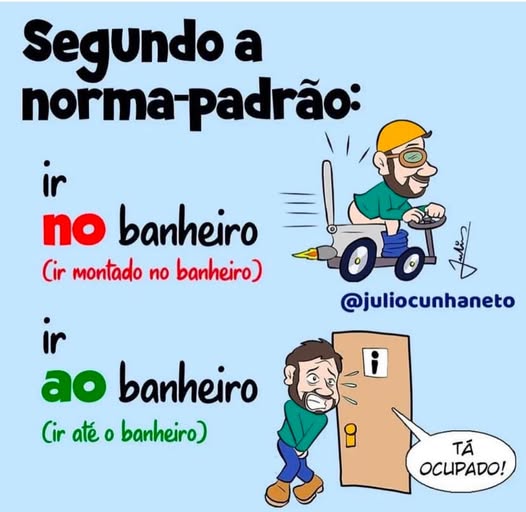 Segundo a
norma-padrão:
ir
no banheiro
(ir montado no banheiro)
@juliocunhaneto
ir
ao banheiro
(ir até o banheiro)
TÁ
OCUPADO!